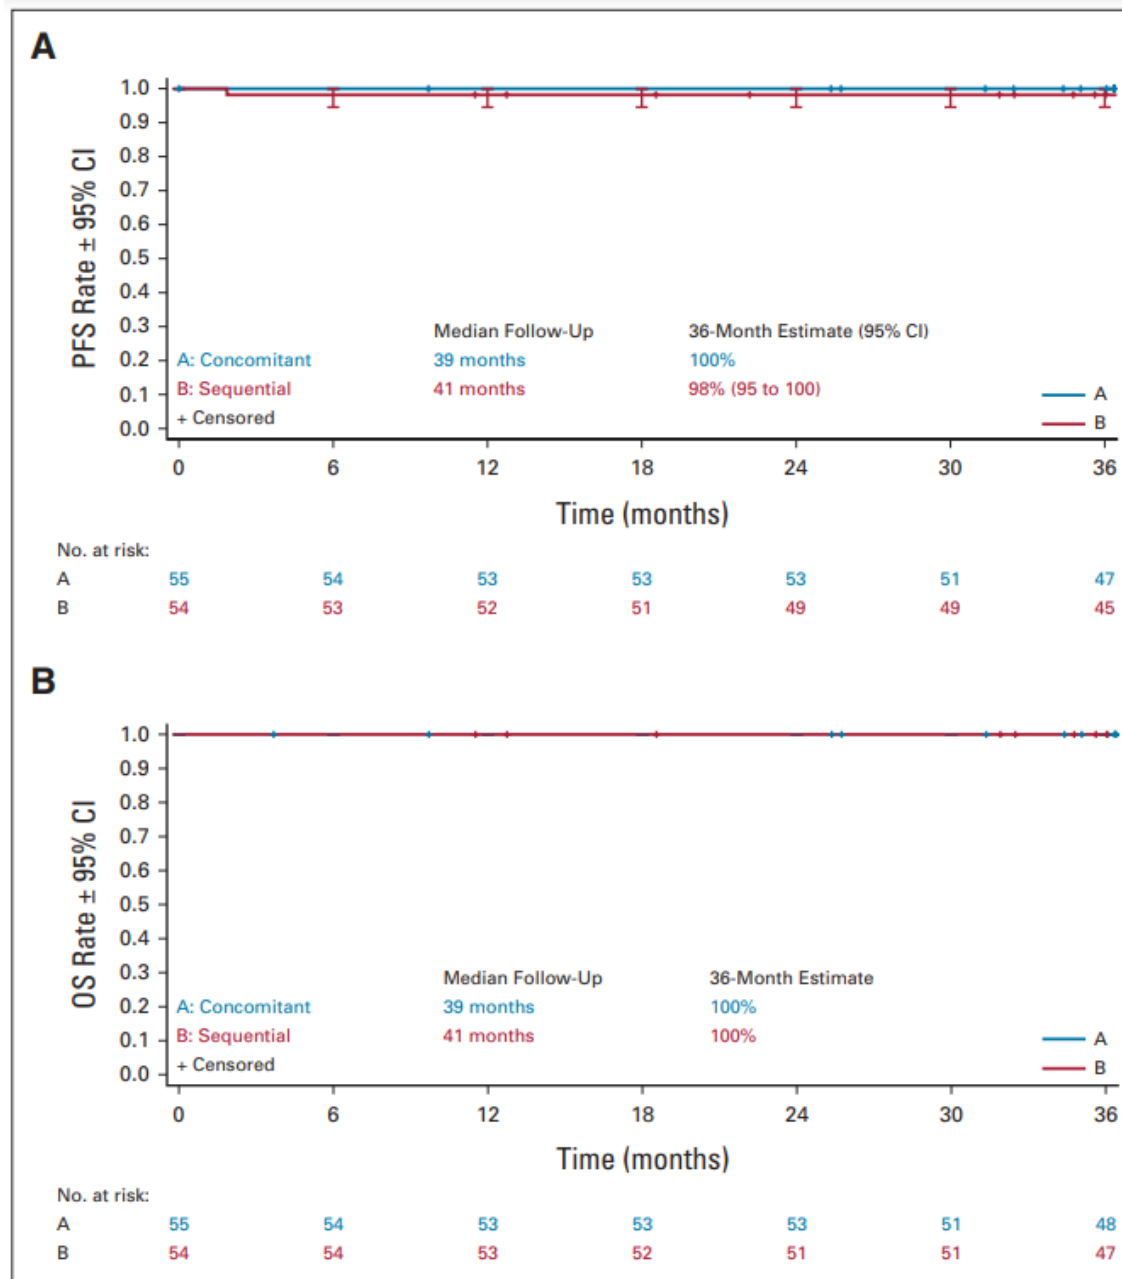 A
PFS Rate ± 95% CI
1.0
0.9
0.8
0.7
0.6
0.5
0.4
0.3
0.2
0.1
0.0
Median Follow-Up 36-Month Estimate (95% CI)
A: Concomitant 39 months 100%
B: Sequential 41 months 98% (95 to 100)
+ Censored
A
B
0 6 12 18 24 30 36
Time (months)
No. at risk:
A 55 54 53 53 53 51 47
B 54 53 52 51 49 49 45
B
OS Rate ± 95% CI
1.0
0.9
0.8
0.7
0.6
0.5
0.4
0.3
0.2
0.1
0.0
Median Follow-Up 36-Month Estimate
A: Concomitant 39 months 100%
B: Sequential 41 months 100%
+ Censored
A
B
0 6 12 18 24 30 36
Time (months)
No. at risk:
A 55 54 53 53 53 51 48
B 54 54 53 52 51 51 47